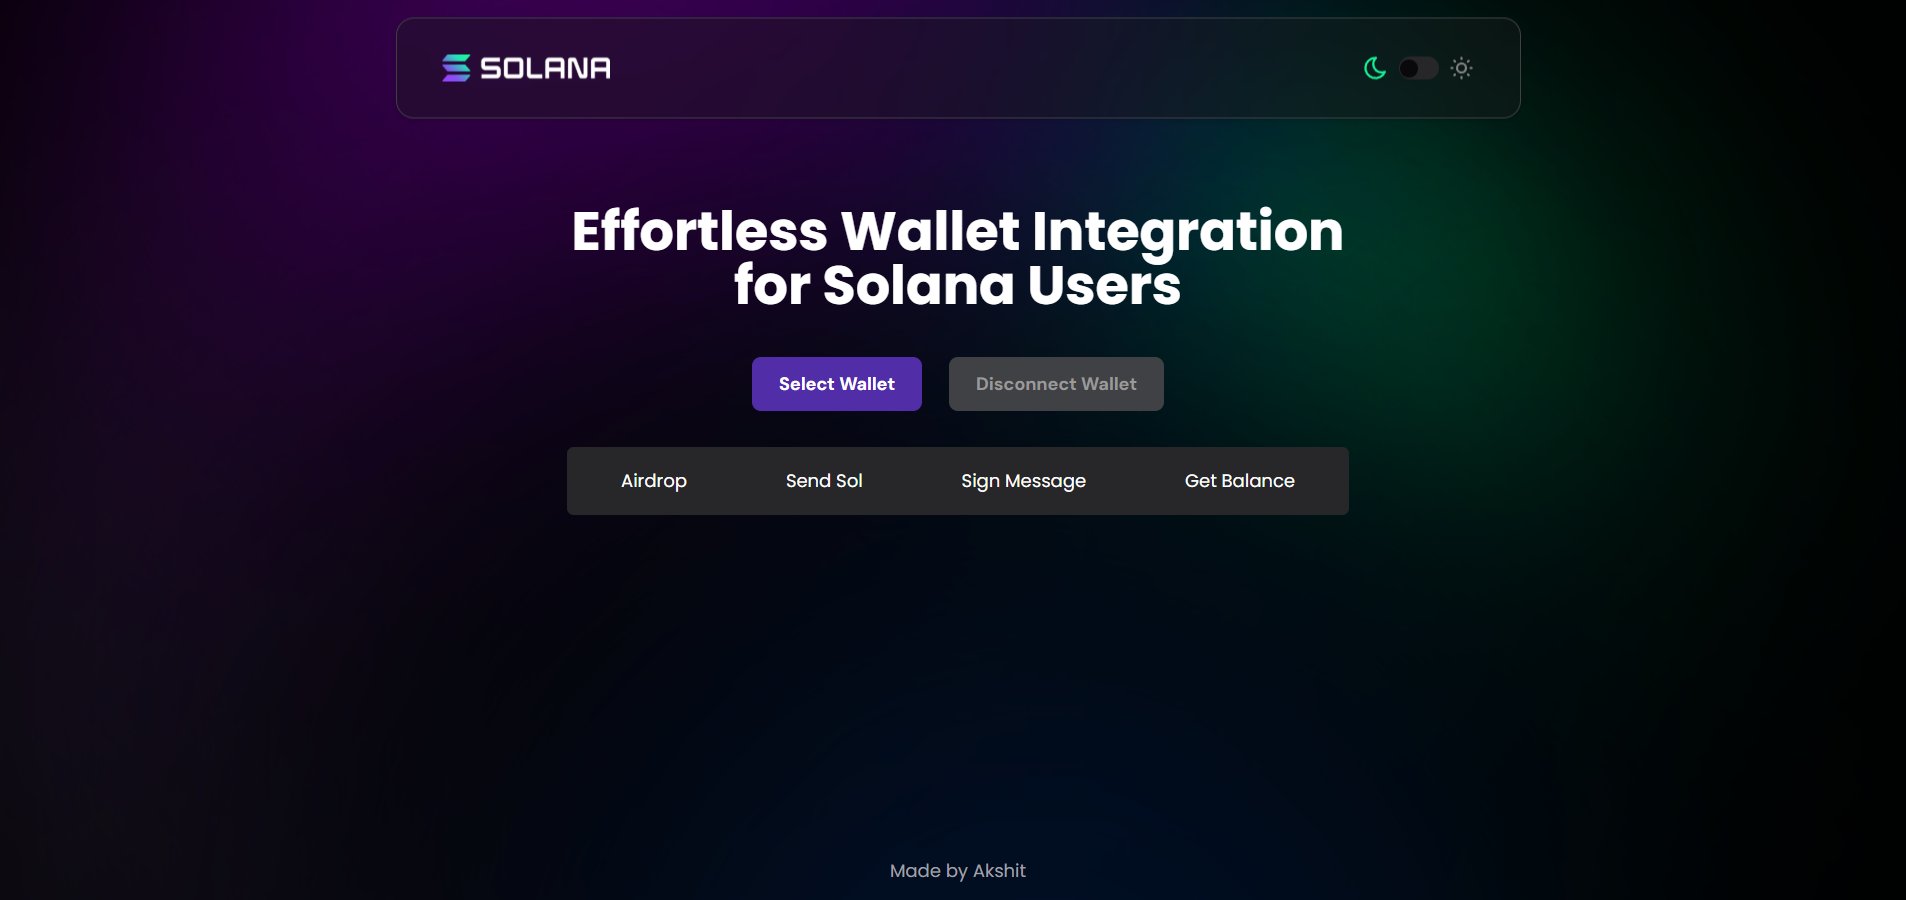 SOLANA
Effortless Wallet Integration
for Solana Users
Select Wallet
Disconnect Wallet
Airdrop
Send Sol
Sign Message
Get Balance
Made by Akshit